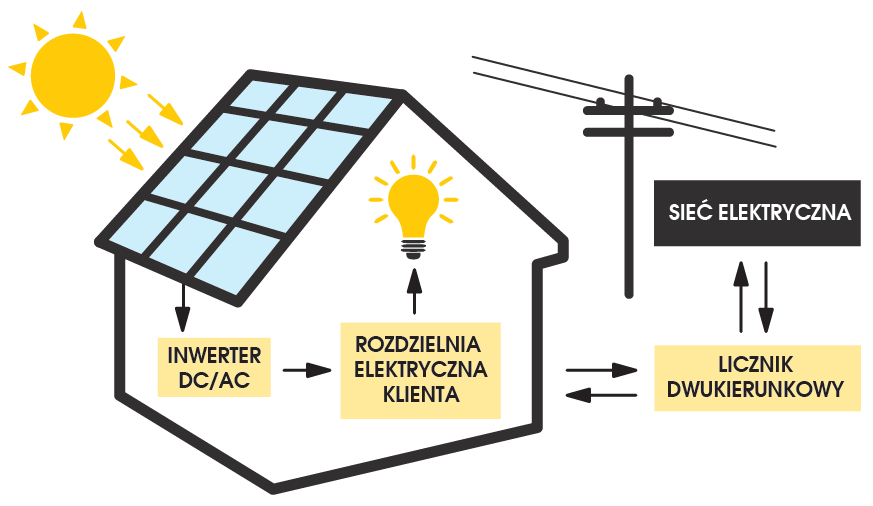 SIEĆ ELEKTRYCZNA
INWERTER
DC/AC
ROZDZIELNIA
ELEKTRYCZNA
KLIENTA
LICZNIK
DWUKIERUNKOWY